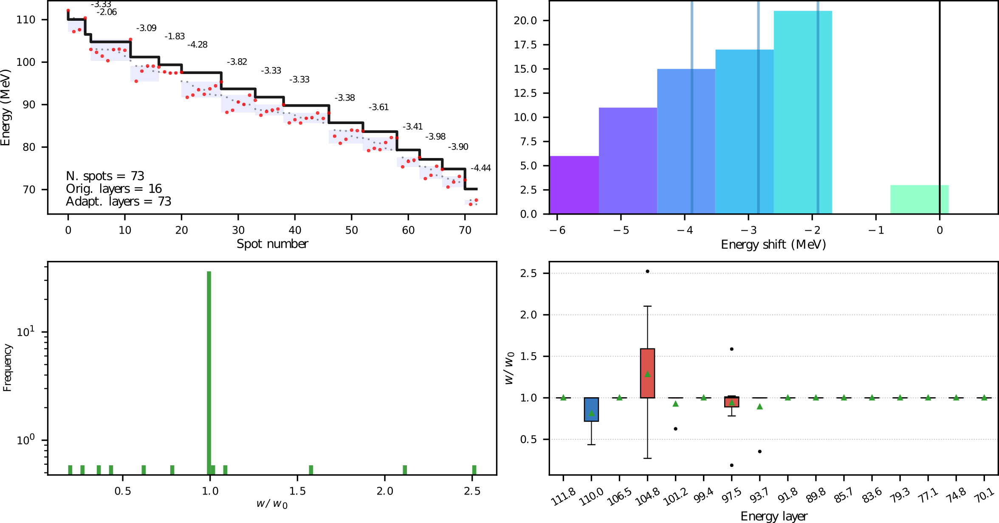 -3.33
-2.06
-3.09
-1.83
-4.28
-3.82
-3.33
-3.33
-3.38
-3.61
-3.41
-3.98
-3.90
-4.44
110
100
90
80
70
Energy (MeV)
N. spots = 73
Orig. layers = 16
Adapt. layers = 73
0 10 20 30 40 50 60 70
Spot number
20.0
17.5
15.0
12.5
10.0
7.5
5.0
2.5
0.0
−6 −5 −4 −3 −2 −1 0
Energy shift (MeV)
10¹
10⁰
Frequency
0.5 1.0 1.5 2.0 2.5
w/w₀
2.5
2.0
1.5
1.0
0.5
w/w₀
111.8 110.0 106.5 104.8 101.2 99.4 97.5 93.7 91.8 89.8 85.7 83.6 79.3 77.1 74.8 70.1
Energy layer